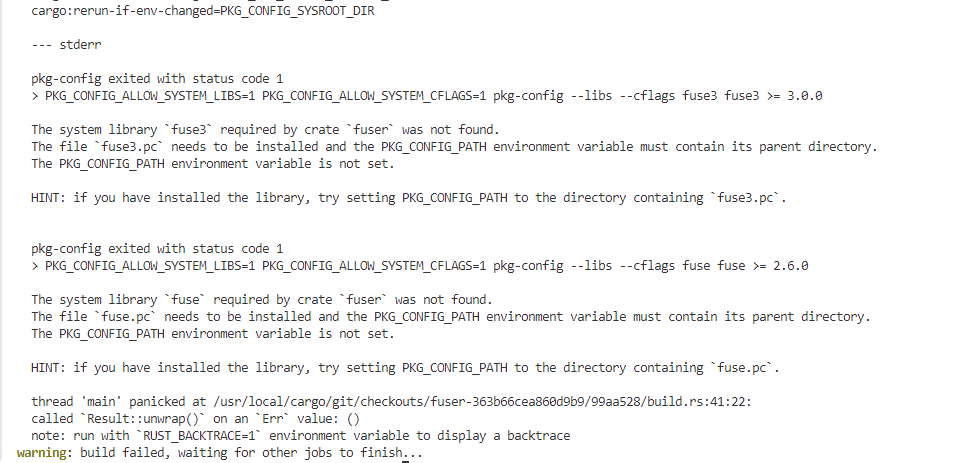 cargo:rerun-if-env-changed=PKG_CONFIG_SYSROOT_DIR
--- stderr
pkg-config exited with status code 1
> PKG_CONFIG_ALLOW_SYSTEM_LIBS=1 PKG_CONFIG_ALLOW_SYSTEM_CFLAGS=1 pkg-config --libs --cflags fuse3 fuse3 >= 3.0.0
The system library `fuse3` required by crate `fuser` was not found.
The file `fuse3.pc` needs to be installed and the PKG_CONFIG_PATH environment variable must contain its parent directory.
The PKG_CONFIG_PATH environment variable is not set.
HINT: if you have installed the library, try setting PKG_CONFIG_PATH to the directory containing `fuse3.pc`.
pkg-config exited with status code 1
> PKG_CONFIG_ALLOW_SYSTEM_LIBS=1 PKG_CONFIG_ALLOW_SYSTEM_CFLAGS=1 pkg-config --libs --cflags fuse fuse >= 2.6.0
The system library `fuse` required by crate `fuser` was not found.
The file `fuse.pc` needs to be installed and the PKG_CONFIG_PATH environment variable must contain its parent directory.
The PKG_CONFIG_PATH environment variable is not set.
HINT: if you have installed the library, try setting PKG_CONFIG_PATH to the directory containing `fuse.pc`.
thread 'main' panicked at /usr/local/cargo/git/checkouts/fuser-363b66cea860d9b9/99aa528/build.rs:41:22:
called `Result::unwrap()` on an `Err` value: ()
note: run with `RUST_BACKTRACE=1` environment variable to display a backtrace
warning: build failed, waiting for other jobs to finish...